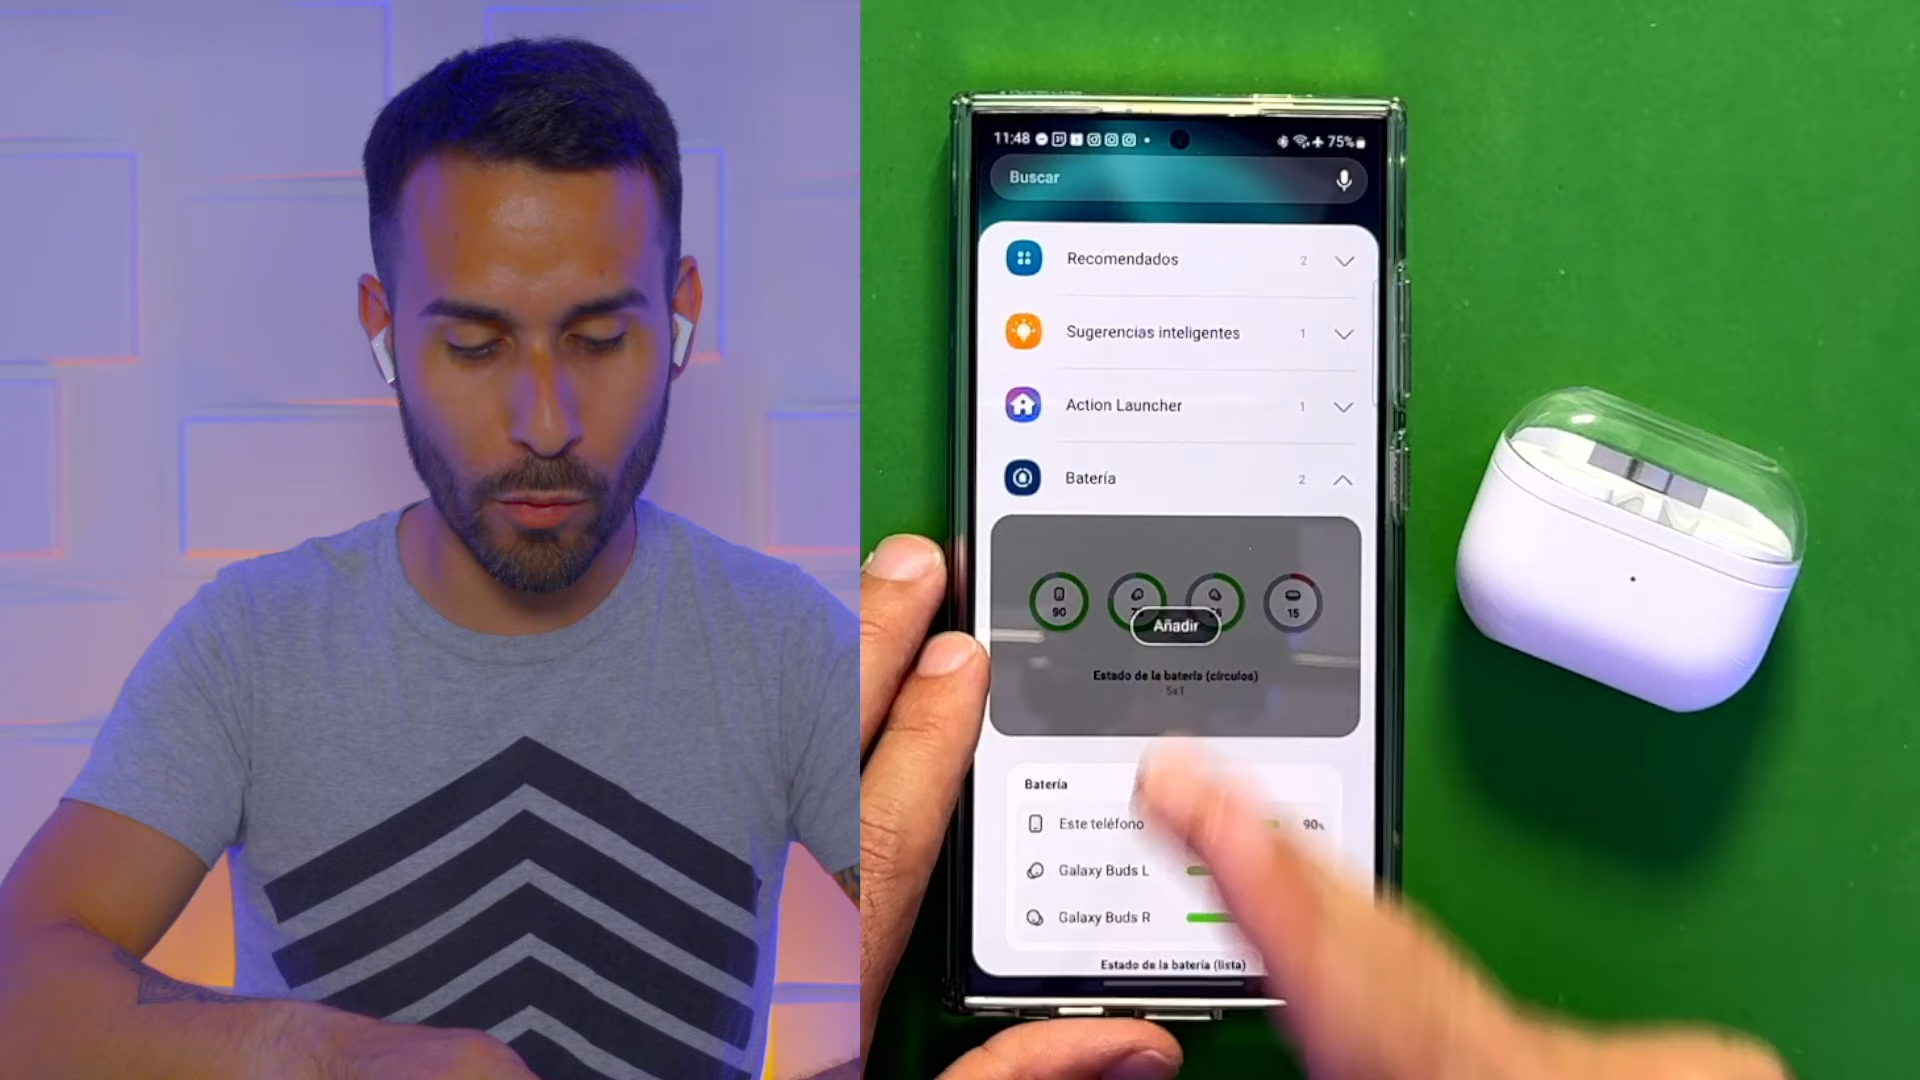 11:48
75%
Buscar
Recomendados 2
Sugerencias inteligentes 1
Action Launcher 1
Batería 2
90
15
Añadir
Estado de la batería (círculos)
5x1
Batería
Este teléfono 90%
Galaxy Buds L
Galaxy Buds R
Estado de la batería (lista)